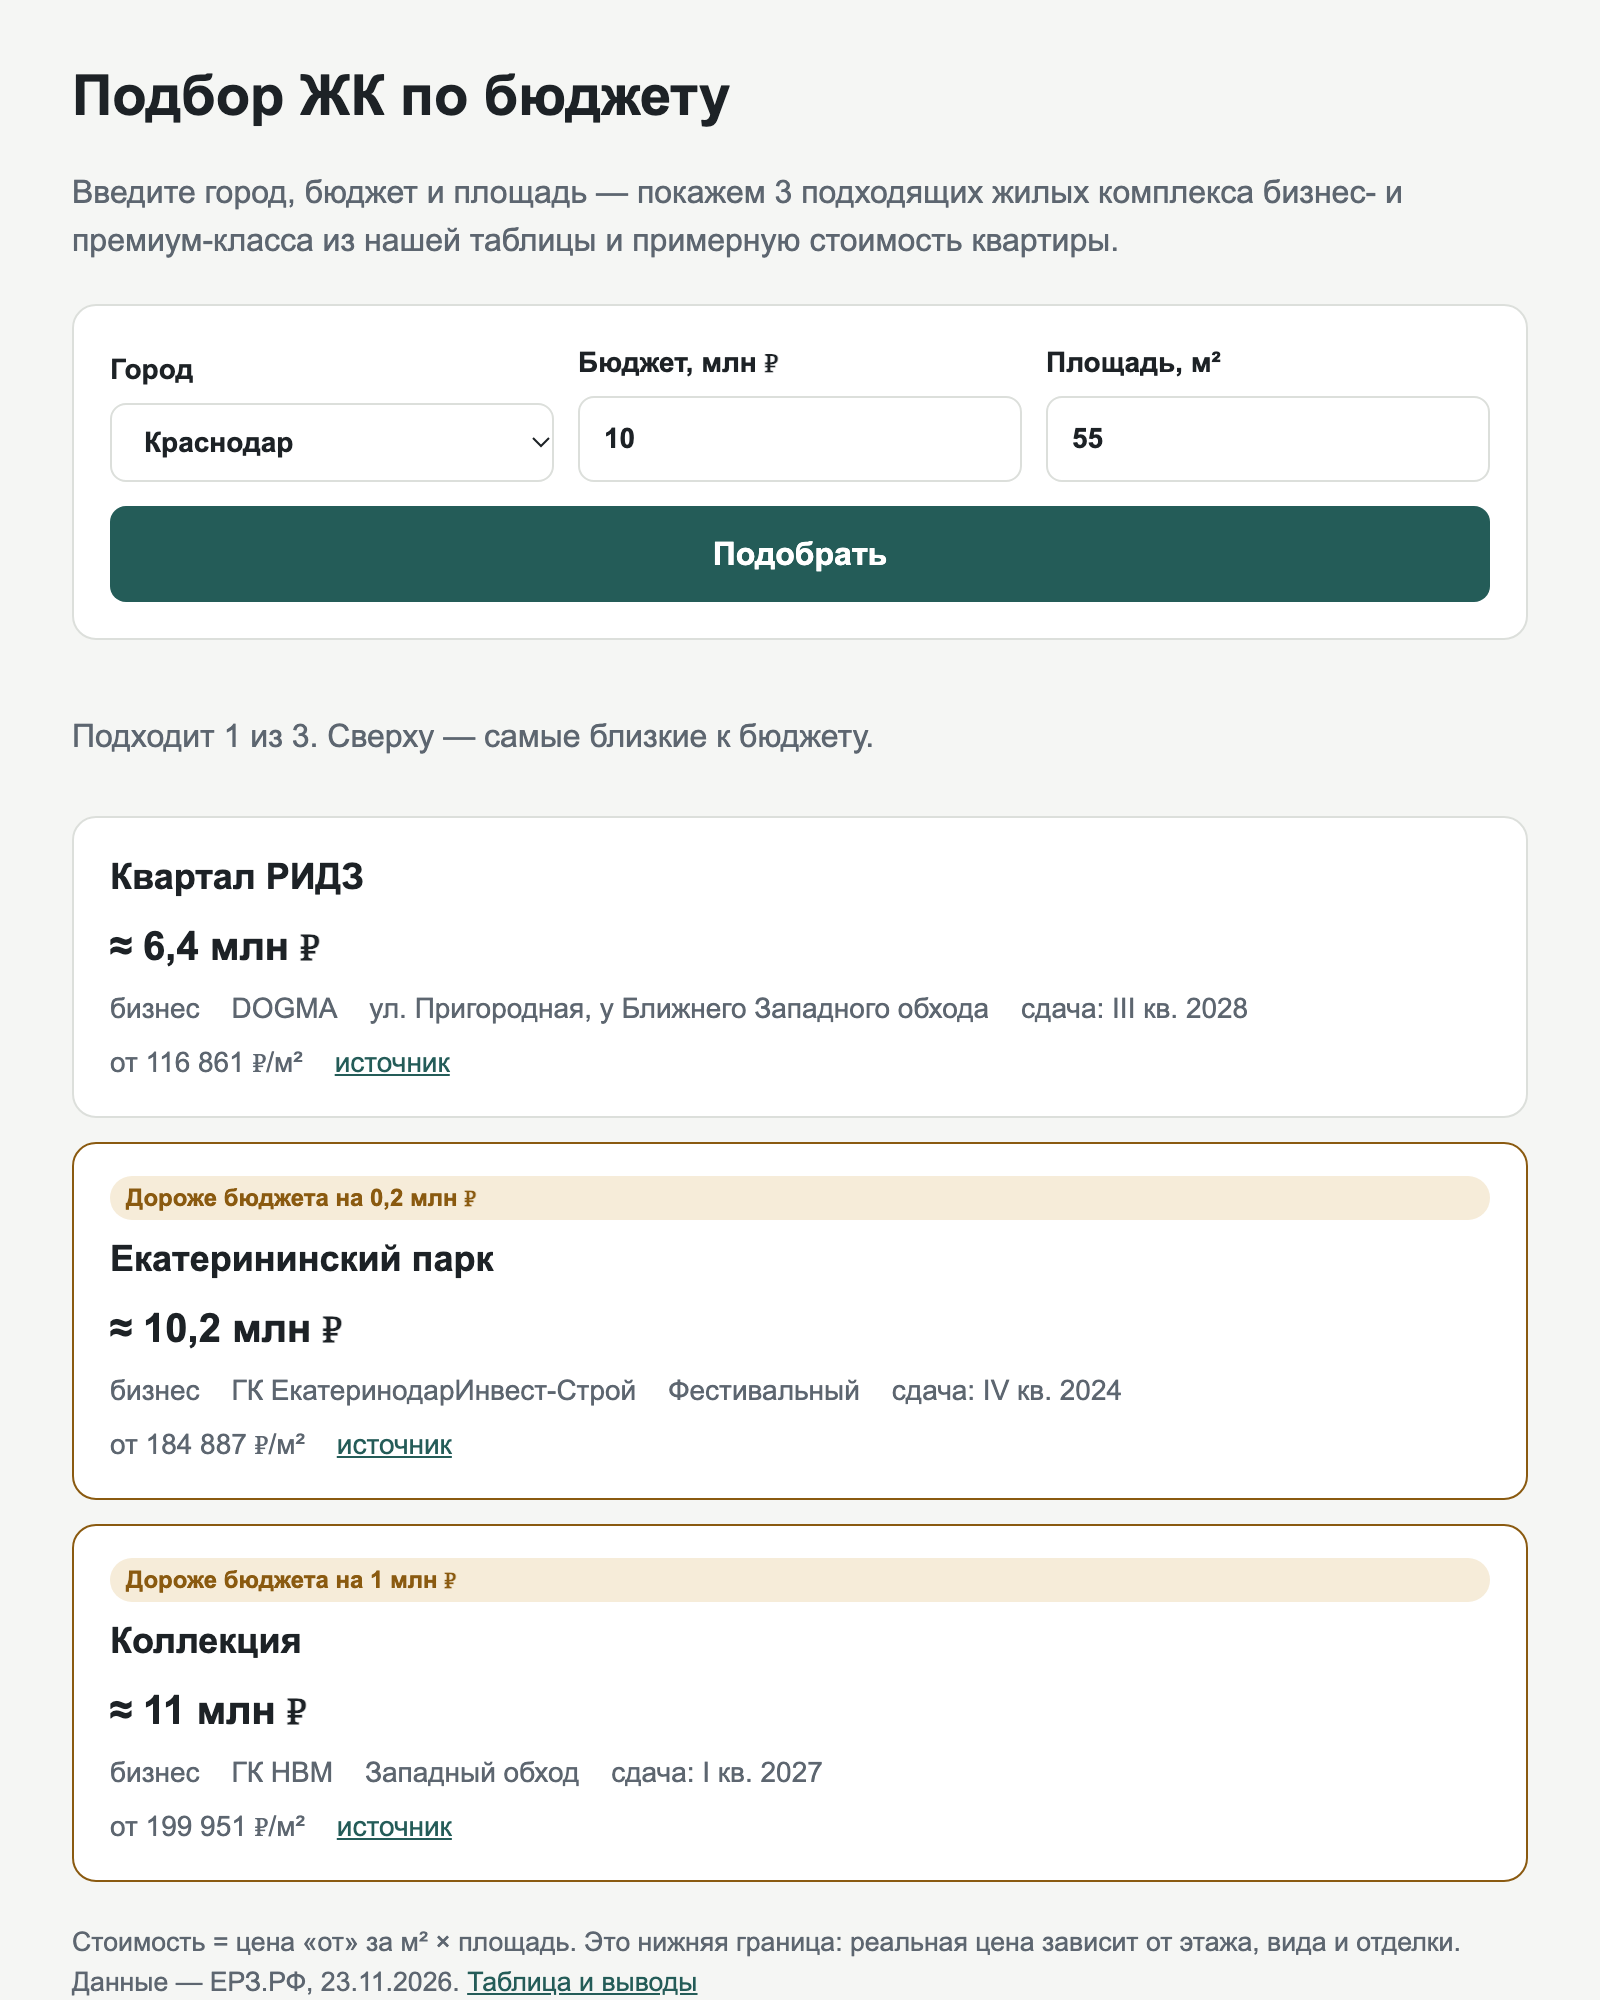 Подбор ЖК по бюджету
Введите город, бюджет и площадь — покажем 3 подходящих жилых комплекса бизнес- и
премиум-класса из нашей таблицы и примерную стоимость квартиры.
Город
Бюджет, млн ₽
Площадь, м²
Краснодар
10
55
Подобрать
Подходит 1 из 3. Сверху — самые близкие к бюджету.
Квартал РИДЗ
≈ 6,4 млн ₽
бизнес DOGMA ул. Пригородная, у Ближнего Западного обхода сдача: III кв. 2028
от 116 861 ₽/м² источник
Дороже бюджета на 0,2 млн ₽
Екатерининский парк
≈ 10,2 млн ₽
бизнес ГК ЕкатеринодарИнвест-Строй Фестивальный сдача: IV кв. 2024
от 184 887 ₽/м² источник
Дороже бюджета на 1 млн ₽
Коллекция
≈ 11 млн ₽
бизнес ГК НВМ Западный обход сдача: I кв. 2027
от 199 951 ₽/м² источник
Стоимость = цена «от» за м² × площадь. Это нижняя граница: реальная цена зависит от этажа, вида и отделки.
Данные — ЕРЗ.РФ, 23.11.2026. Таблица и выводы